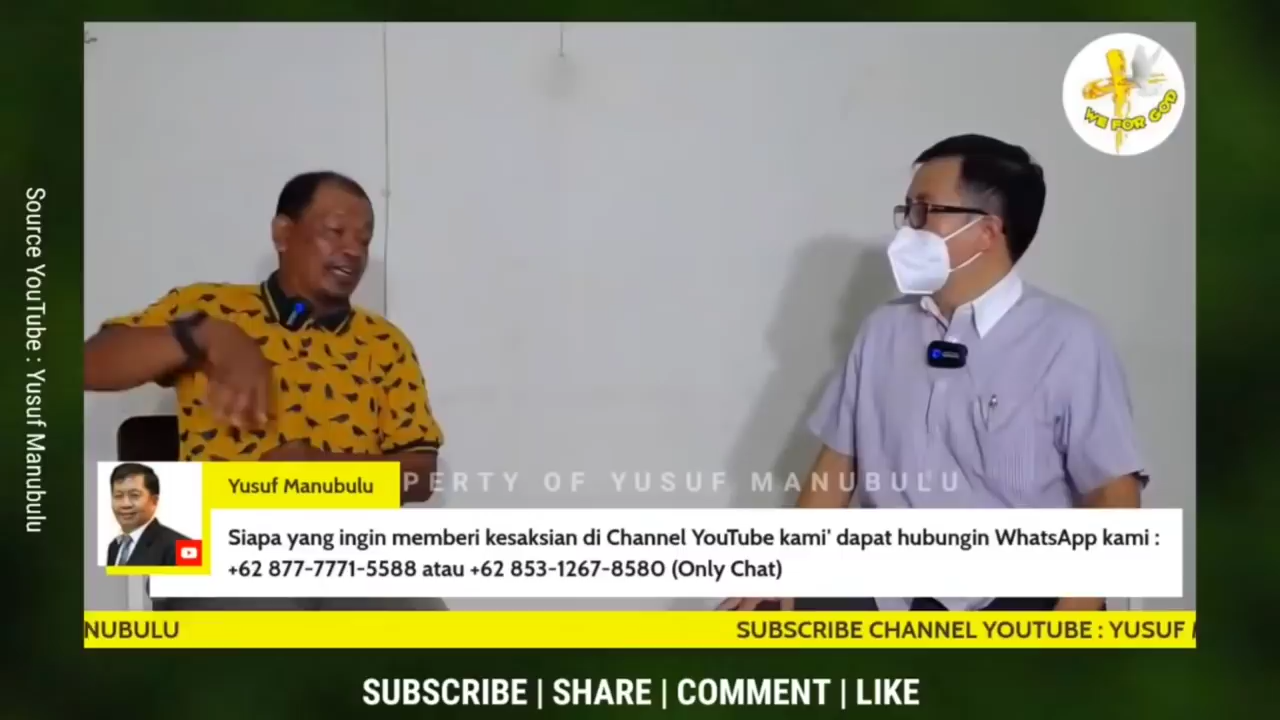 WE FOR GOD
Source YouTube : Yusuf Manubulu
PERTY OF YUSUF MANUBULU
Yusuf Manubulu
Siapa yang ingin memberi kesaksian di Channel YouTube kami' dapat hubungin WhatsApp kami :
+62 877-7771-5588 atau +62 853-1267-8580 (Only Chat)
NUBULU SUBSCRIBE CHANNEL YOUTUBE : YUSUF
SUBSCRIBE | SHARE | COMMENT | LIKE